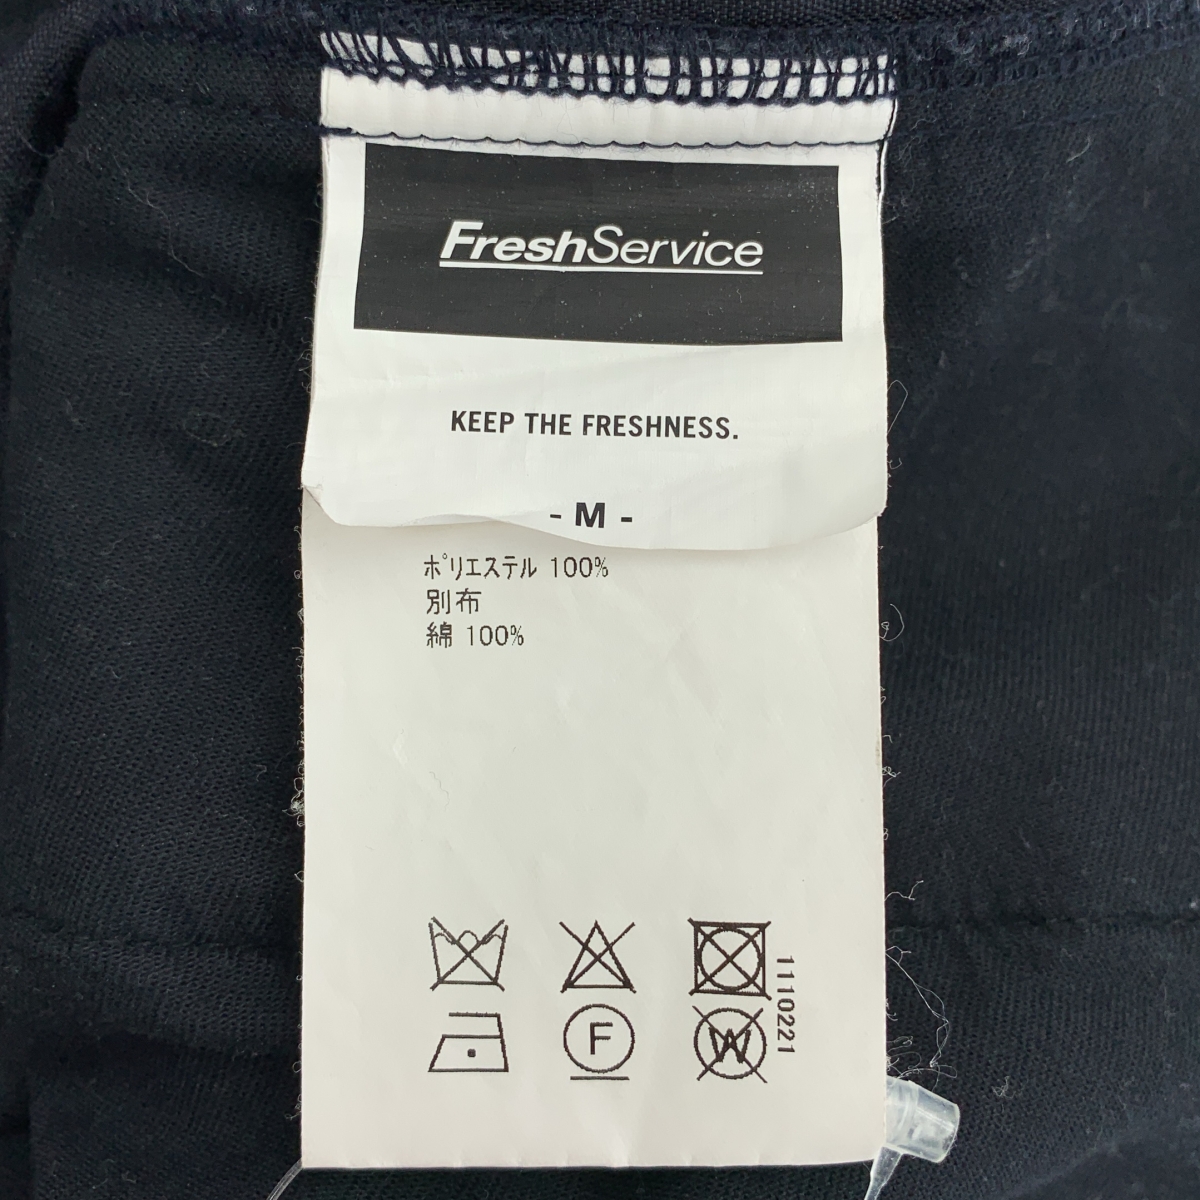 FreshService
KEEP THE FRESHNESS.
- M -
ポリエステル 100%
別布
綿 100%
1110221
F
W